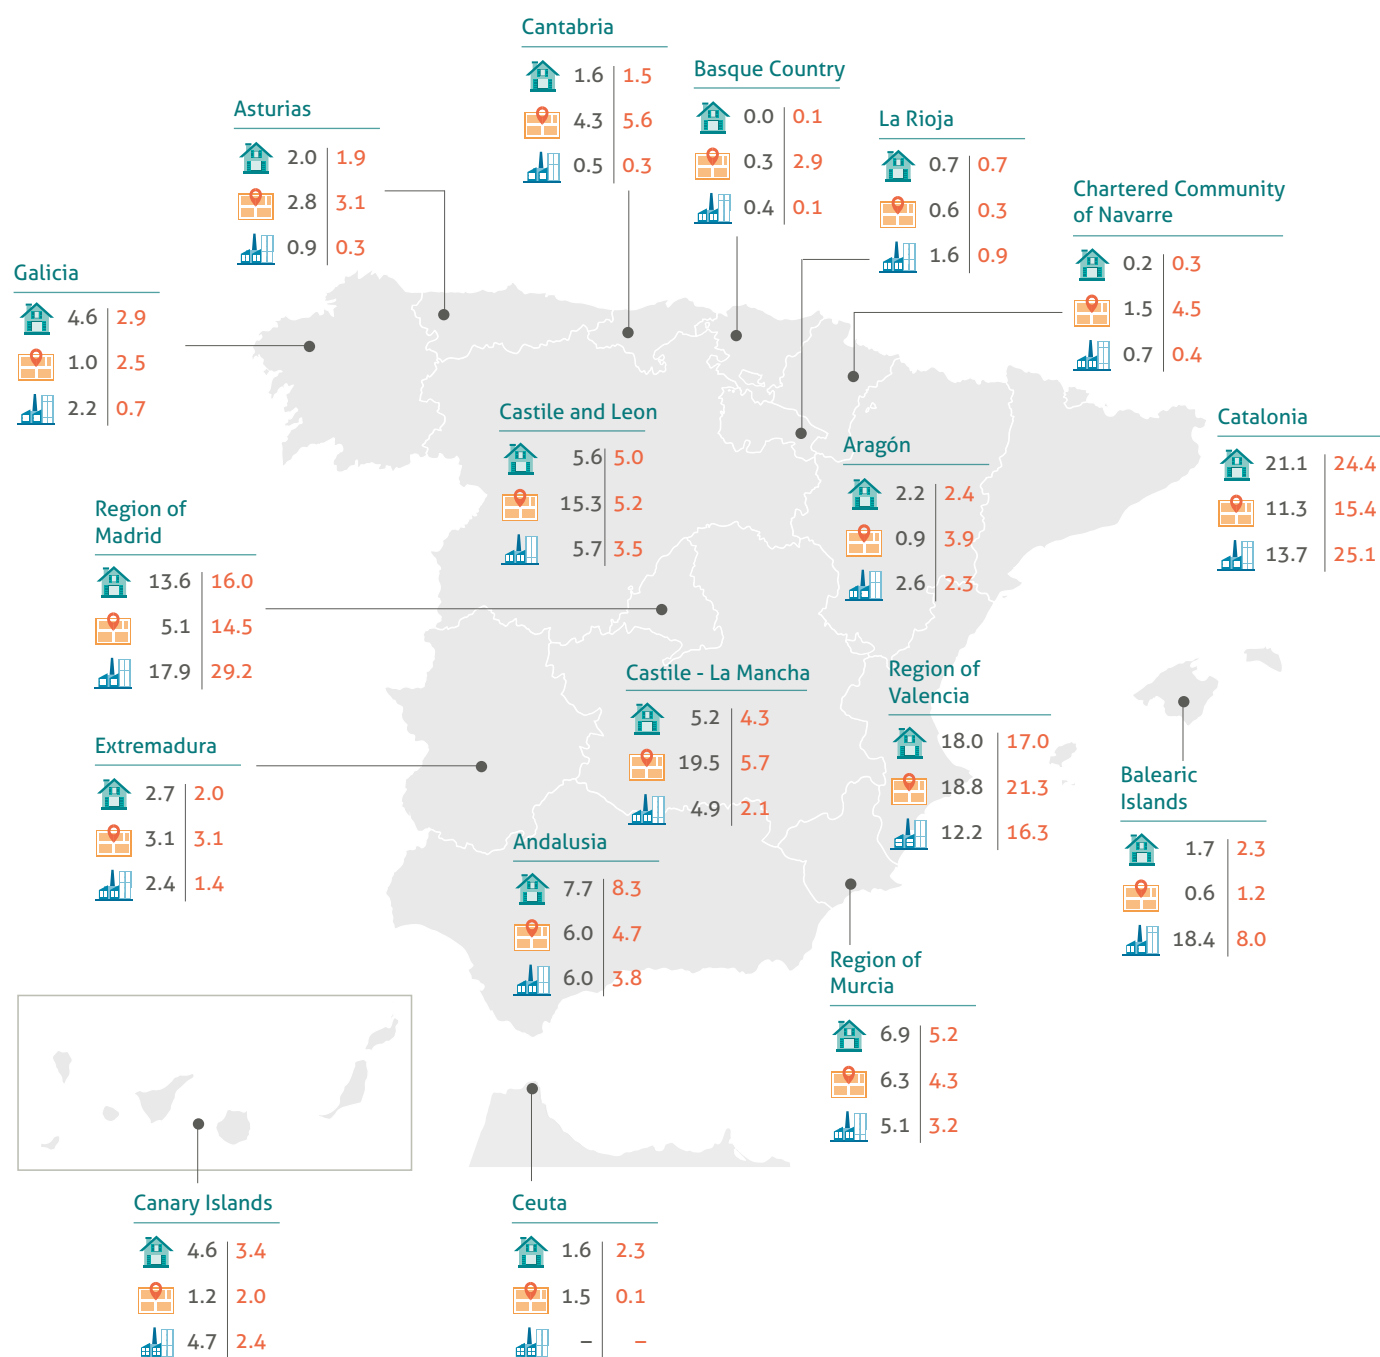 Cantabria
1.6 1.5
4.3 5.6
0.5 0.3
Basque Country
0.0 0.1
0.3 2.9
0.4 0.1
Asturias
2.0 1.9
2.8 3.1
0.9 0.3
La Rioja
0.7 0.7
0.6 0.3
1.6 0.9
Chartered Community
of Navarre
0.2 0.3
1.5 4.5
0.7 0.4
Galicia
4.6 2.9
1.0 2.5
2.2 0.7
Castile and Leon
5.6 5.0
15.3 5.2
5.7 3.5
Aragón
2.2 2.4
0.9 3.9
2.6 2.3
Catalonia
21.1 24.4
11.3 15.4
13.7 25.1
Region of
Madrid
13.6 16.0
5.1 14.5
17.9 29.2
Castile - La Mancha
5.2 4.3
19.5 5.7
4.9 2.1
Region of
Valencia
18.0 17.0
18.8 21.3
12.2 16.3
Extremadura
2.7 2.0
3.1 3.1
2.4 1.4
Balearic
Islands
1.7 2.3
0.6 1.2
18.4 8.0
Andalusia
7.7 8.3
6.0 4.7
6.0 3.8
Region of
Murcia
6.9 5.2
6.3 4.3
5.1 3.2
Canary Islands
4.6 3.4
1.2 2.0
4.7 2.4
Ceuta
1.6 2.3
1.5 0.1
– –